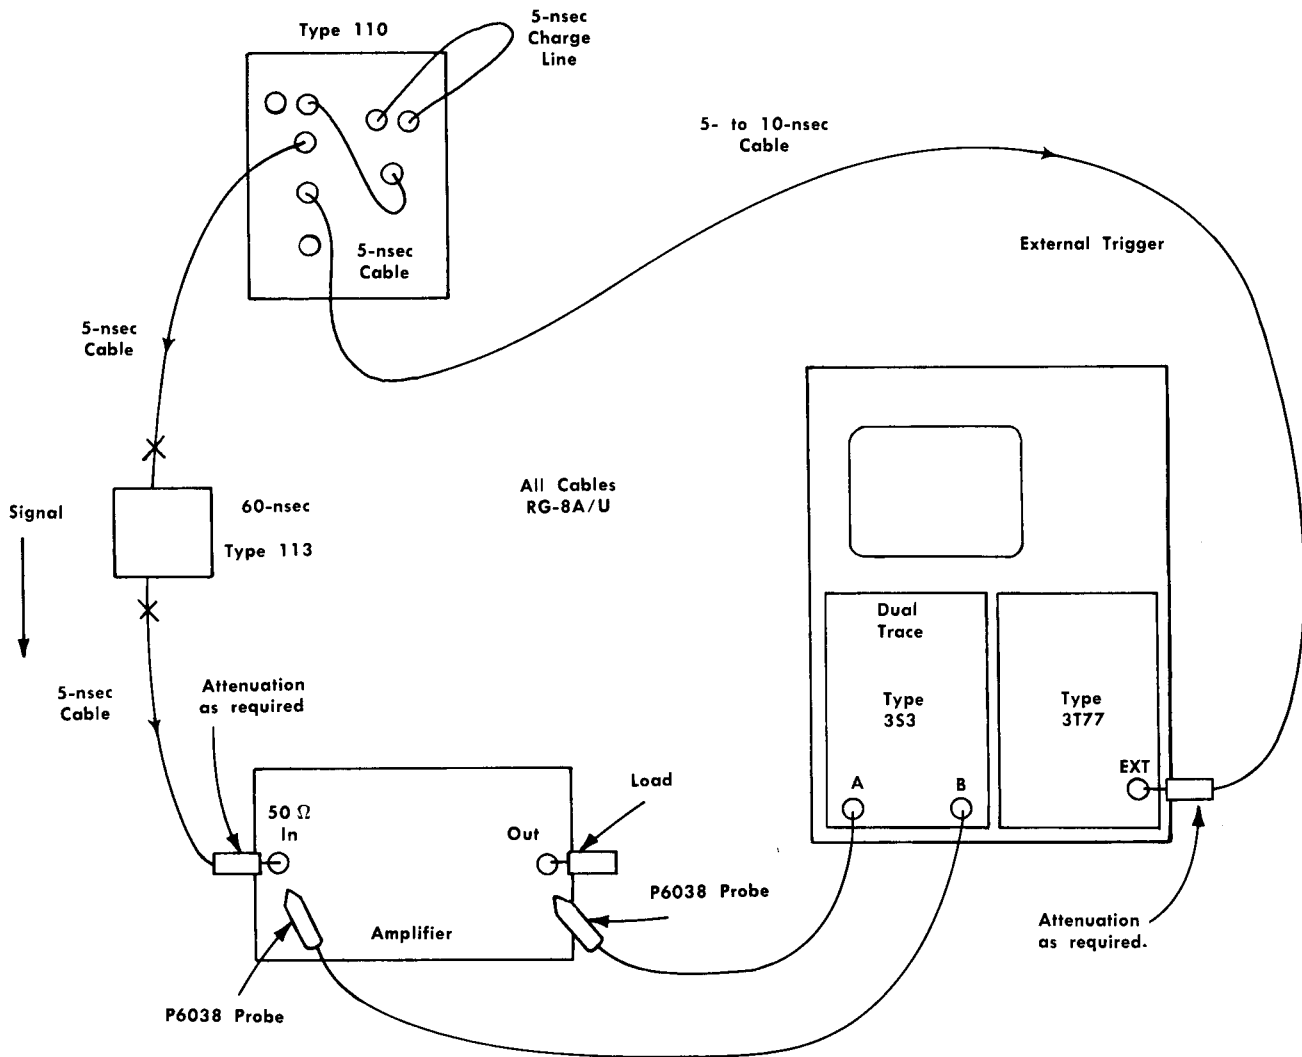 Type 110
5-nsec
Charge
Line
5- to 10-nsec
Cable
External Trigger
5-nsec
Cable
5-nsec
Cable
All Cables
RG-8A/U
Signal
60-nsec
Type 113
5-nsec
Cable
Attenuation
as required
Dual
Trace
Type
3S3
Type
3T77
EXT
A
B
50 Ω
In
Out
Load
Amplifier
P6038 Probe
P6038 Probe
Attenuation
as required.